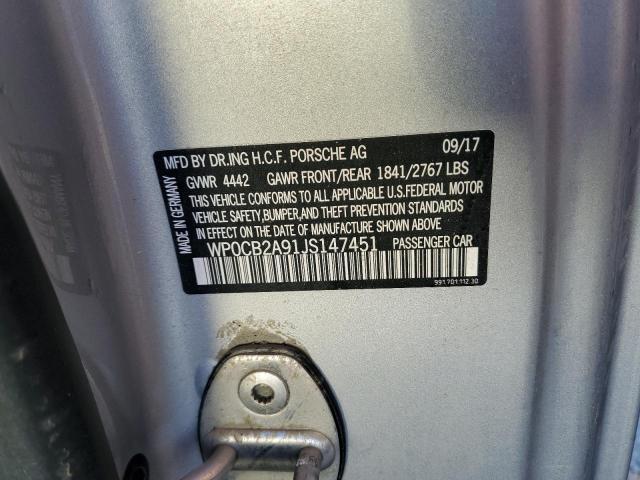 MFD BY DR.ING H.C.F. PORSCHE AG 09/17
GVWR 4442 GAWR FRONT/REAR 1841/2767 LBS
THIS VEHICLE CONFORMS TO ALL APPLICABLE U.S.FEDERAL MOTOR
VEHICLE SAFETY,BUMPER,AND THEFT PREVENTION STANDARDS
IN EFFECT ON THE DATE OF MANUFACTURE SHOWN ABOVE
WP0CB2A91JS147451 PASSENGER CAR
991.701.112.30
MADE IN GERMANY